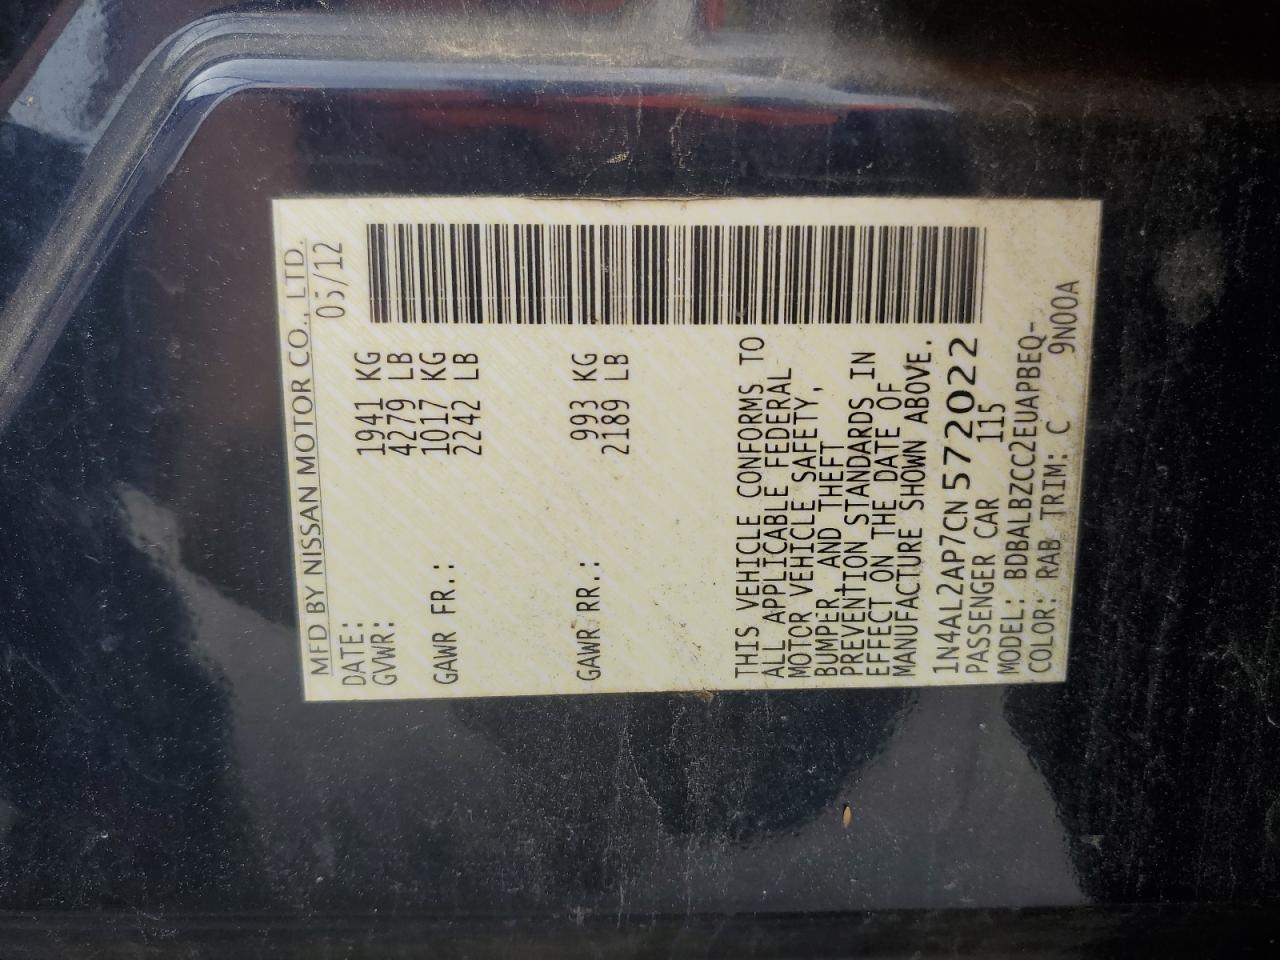 MFD BY NISSAN MOTOR CO., LTD.
DATE: 05/12
GVWR: 1941 KG
4279 LB
GAWR FR.: 1017 KG
2242 LB
GAWR RR.: 993 KG
2189 LB
THIS VEHICLE CONFORMS TO
ALL APPLICABLE FEDERAL
MOTOR VEHICLE SAFETY,
BUMPER, AND THEFT
PREVENTION STANDARDS IN
EFFECT ON THE DATE OF
MANUFACTURE SHOWN ABOVE.
1N4AL2AP7CN572022
PASSENGER CAR 115
MODEL: BDBALBZCC2EUAPBEQ-
COLOR: RAB TRIM: C 9N00A